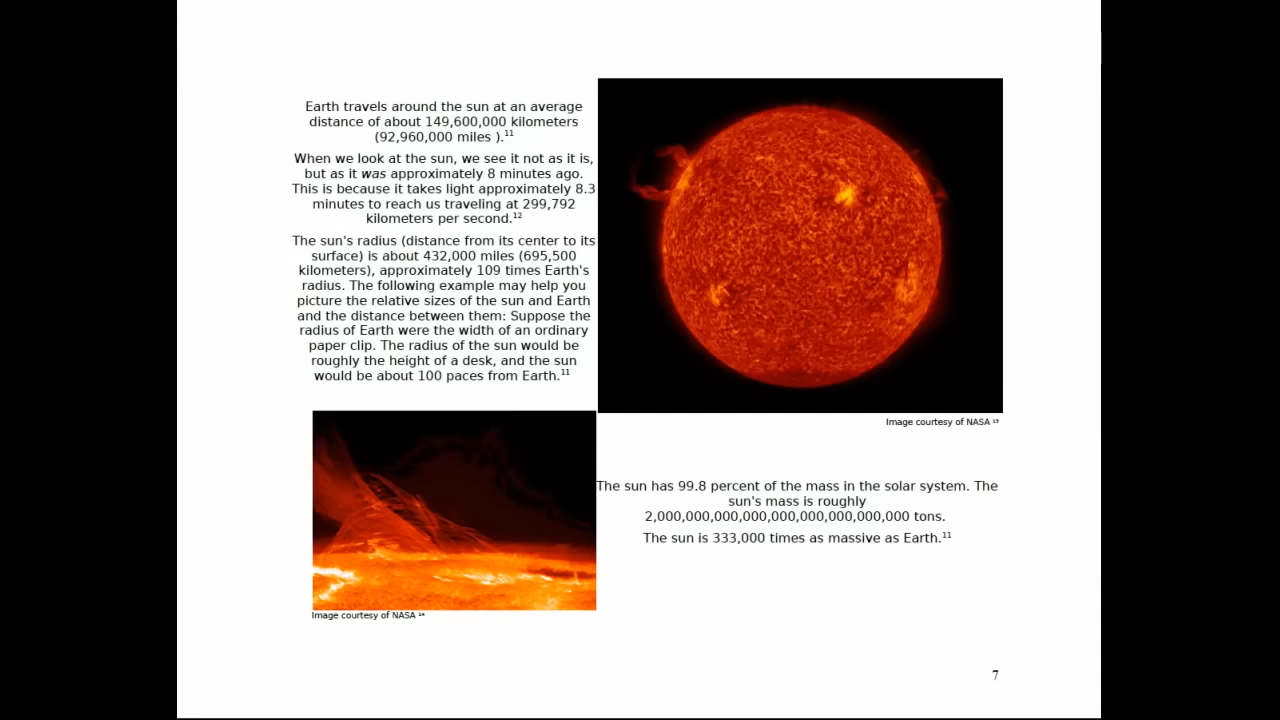 Earth travels around the sun at an average
distance of about 149,600,000 kilometers
(92,960,000 miles ).¹¹
When we look at the sun, we see it not as it is,
but as it was approximately 8 minutes ago.
This is because it takes light approximately 8.3
minutes to reach us traveling at 299,792
kilometers per second.¹²
The sun's radius (distance from its center to its
surface) is about 432,000 miles (695,500
kilometers), approximately 109 times Earth's
radius. The following example may help you
picture the relative sizes of the sun and Earth
and the distance between them: Suppose the
radius of Earth were the width of an ordinary
paper clip. The radius of the sun would be
roughly the height of a desk, and the sun
would be about 100 paces from Earth.¹¹
Image courtesy of NASA ¹³
The sun has 99.8 percent of the mass in the solar system. The
sun's mass is roughly
2,000,000,000,000,000,000,000,000,000 tons.
The sun is 333,000 times as massive as Earth.¹¹
Image courtesy of NASA ¹⁴
7